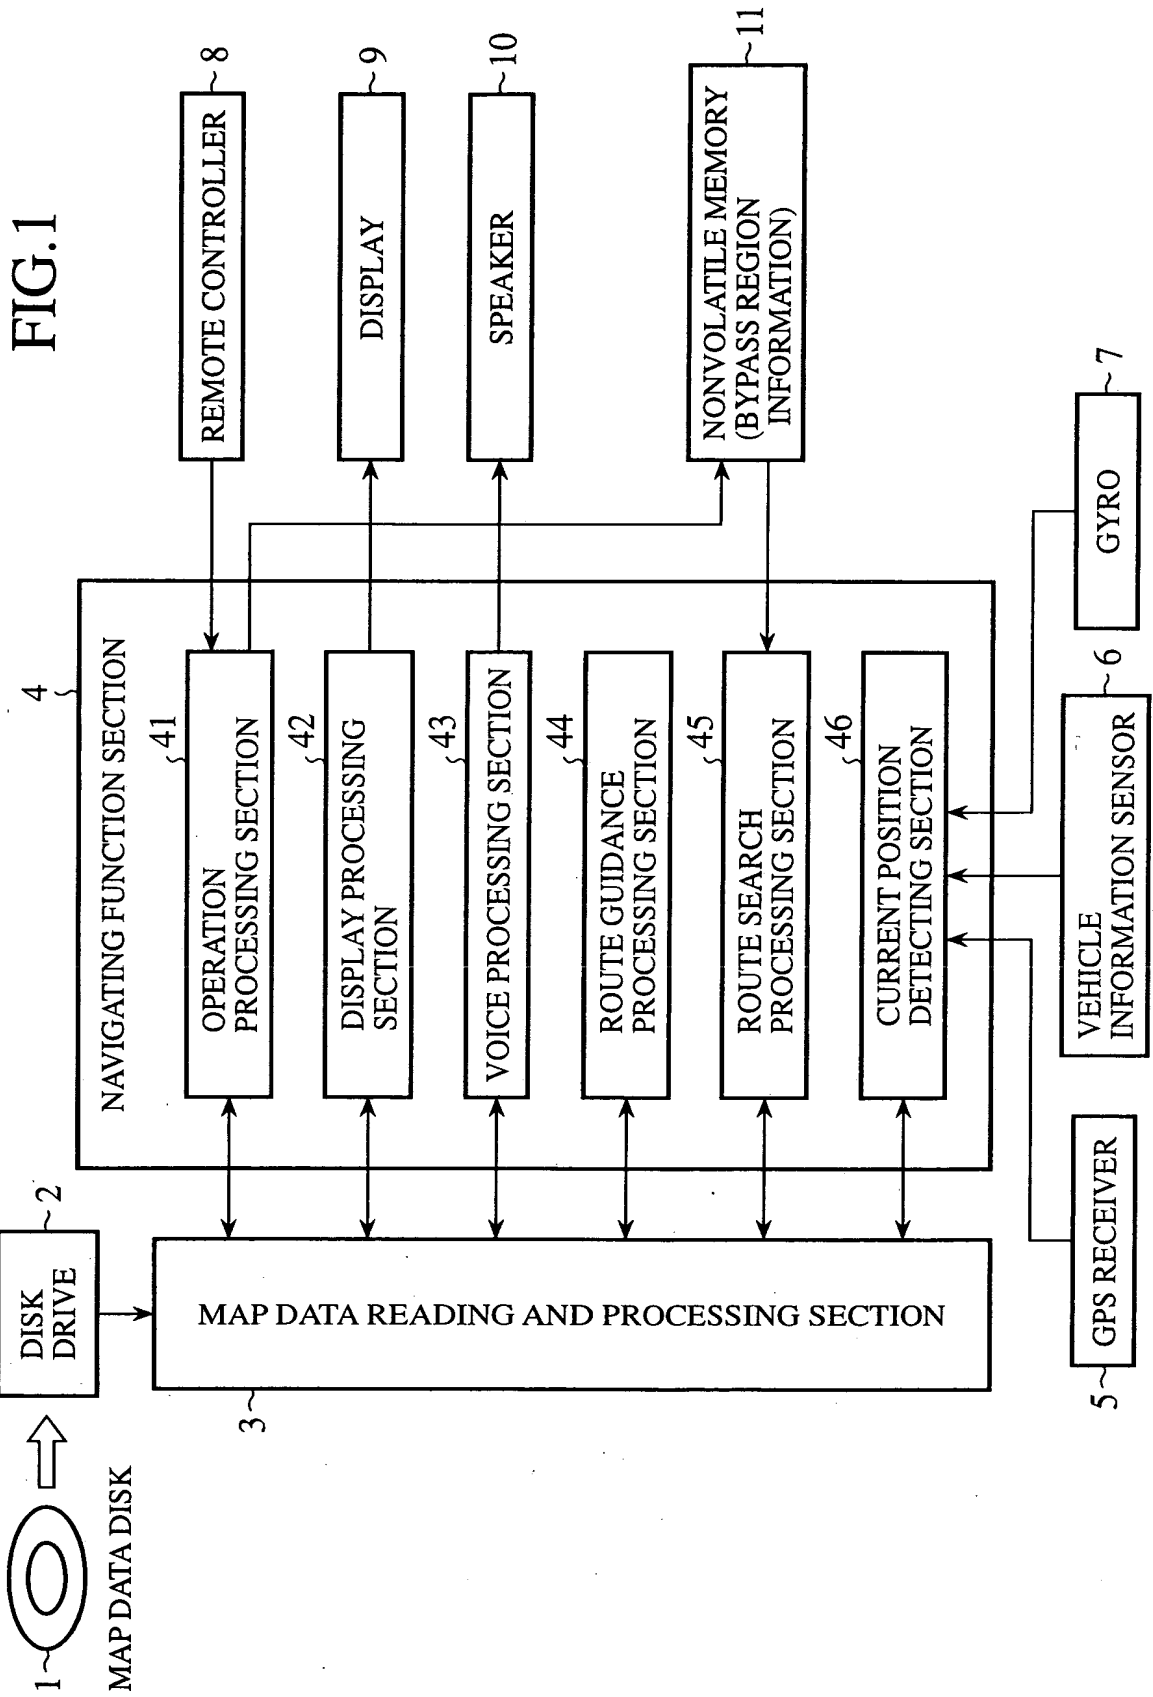 FIG.1
1
MAP DATA DISK
DISK
DRIVE
2
3
MAP DATA READING AND PROCESSING SECTION
4
NAVIGATING FUNCTION SECTION
41
OPERATION
PROCESSING SECTION
42
DISPLAY PROCESSING
SECTION
43
VOICE PROCESSING SECTION
44
ROUTE GUIDANCE
PROCESSING SECTION
45
ROUTE SEARCH
PROCESSING SECTION
46
CURRENT POSITION
DETECTING SECTION
REMOTE CONTROLLER
8
DISPLAY
9
SPEAKER
10
NONVOLATILE MEMORY
(BYPASS REGION
INFORMATION)
11
5
GPS RECEIVER
VEHICLE
INFORMATION SENSOR
6
GYRO
7